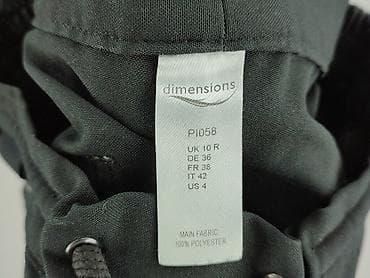 dimensions
PI058
UK 10 R
DE 36
FR 38
IT 42
US 4
MAIN FABRIC:
100% POLYESTER